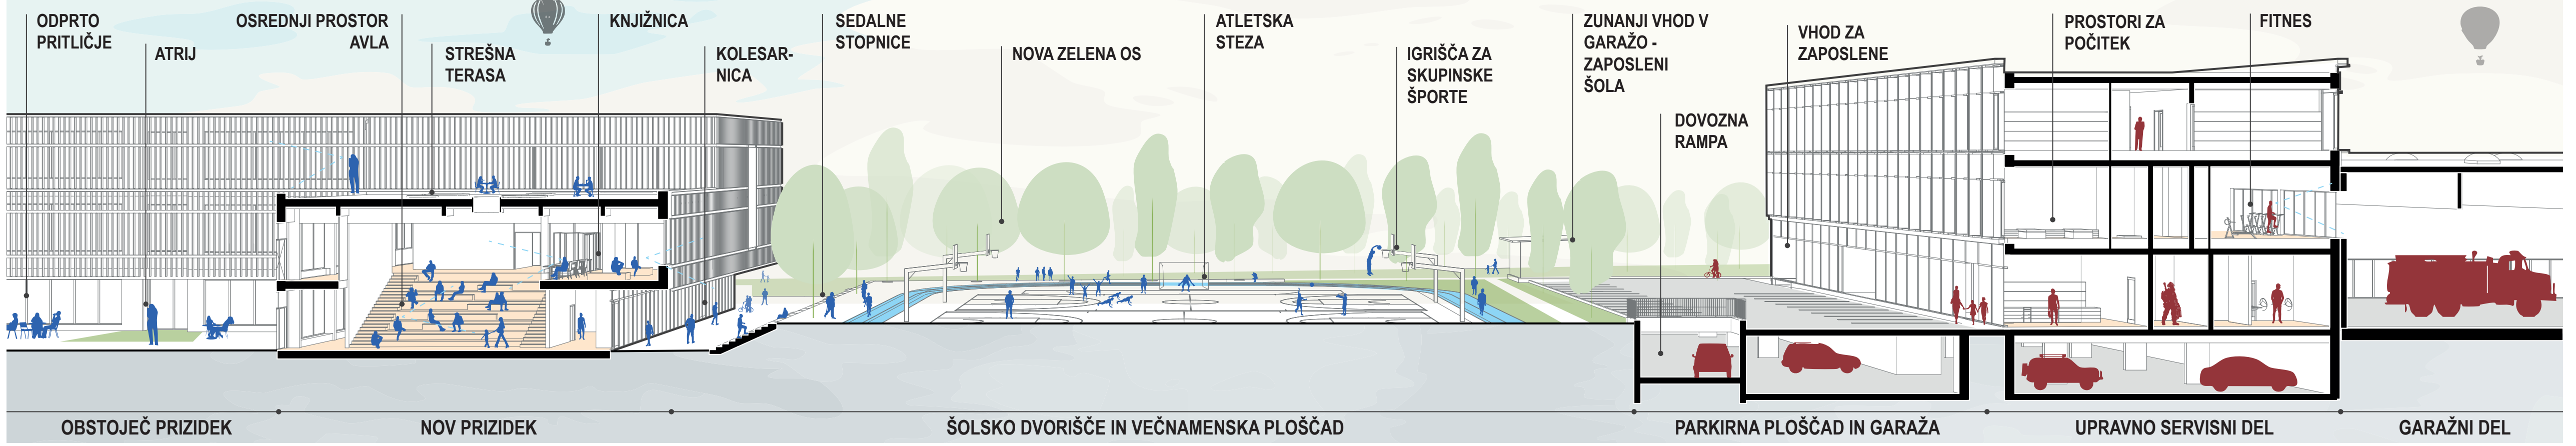 ODPRTO
PRITLIČJE
ATRIJ
OSREDNJI PROSTOR
AVLA
STREŠNA
TERASA
KNJIŽNICA
KOLESAR-
NICA
SEDALNE
STOPNICE
NOVA ZELENA OS
ATLETSKA
STEZA
IGRIŠČA ZA
SKUPINSKE
ŠPORTE
ZUNANJI VHOD V
GARAŽO -
ZAPOSLENI
ŠOLA
DOVOZNA
RAMPA
VHOD ZA
ZAPOSLENE
PROSTORI ZA
POČITEK
FITNES
OBSTOJEČ PRIZIDEK
NOV PRIZIDEK
ŠOLSKO DVORIŠČE IN VEČNAMENSKA PLOŠČAD
PARKIRNA PLOŠČAD IN GARAŽA
UPRAVNO SERVISNI DEL
GARAŽNI DEL